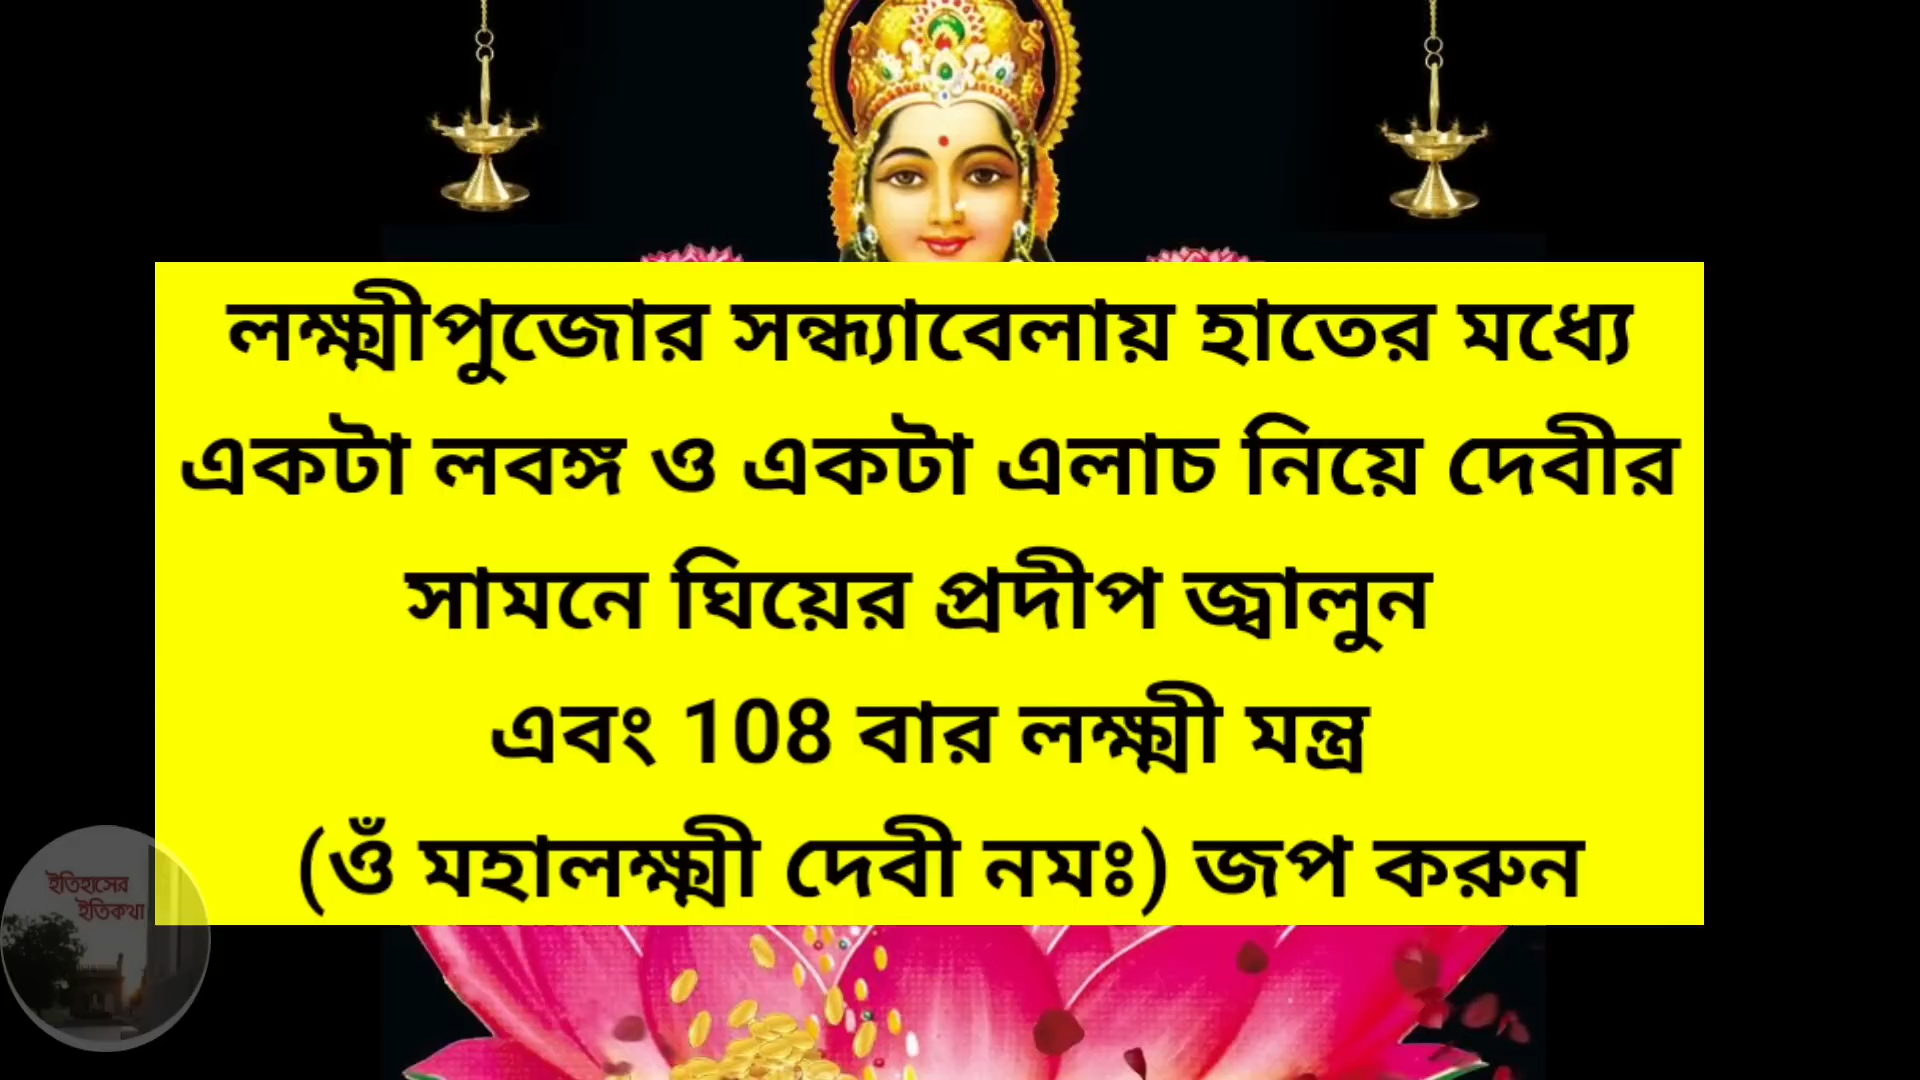 লক্ষ্মীপুজোর সন্ধ্যাবেলায় হাতের মধ্যে
একটা লবঙ্গ ও একটা এলাচ নিয়ে দেবীর
সামনে ঘিয়ের প্রদীপ জ্বালুন
এবং 108 বার লক্ষ্মী মন্ত্র
(ওঁ মহালক্ষ্মী দেবী নমঃ) জপ করুন
ইতিহাসের
ইতিকথা